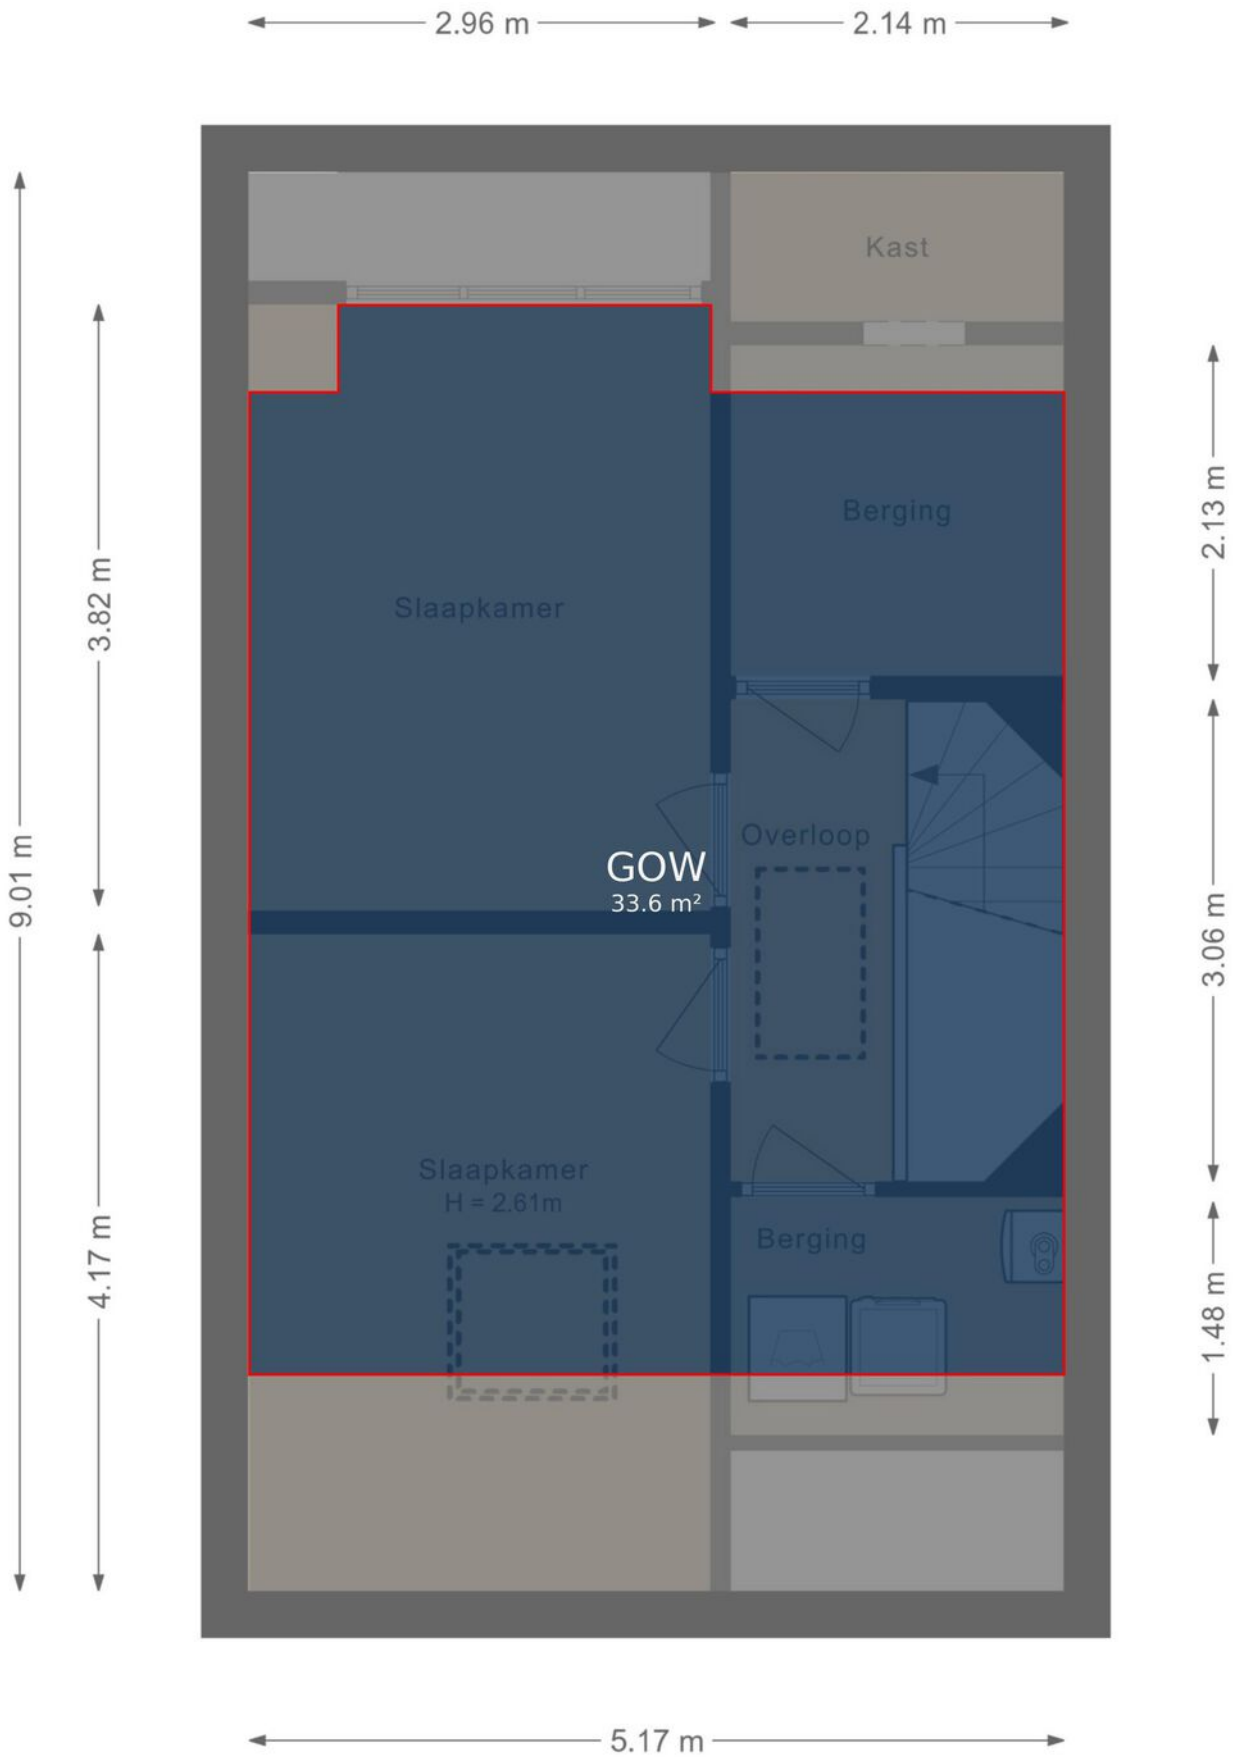 2.96 m
2.14 m
Kast
Berging
2.13 m
3.82 m
Slaapkamer
Overloop
GOW
33.6 m²
9.01 m
3.06 m
Slaapkamer
H = 2.61m
Berging
4.17 m
1.48 m
5.17 m